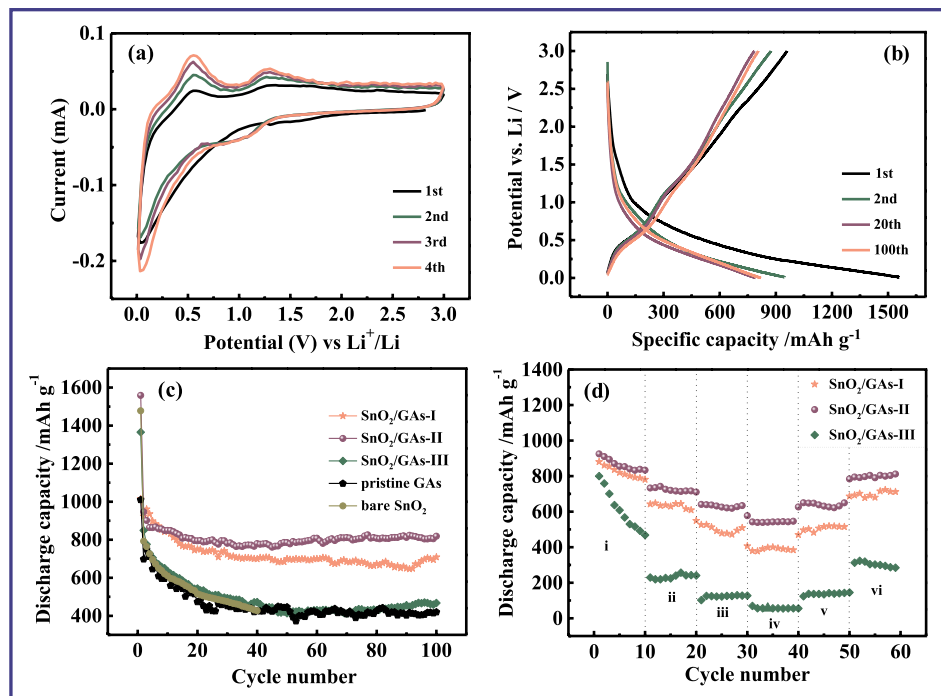 (a)
0.1
0.0
-0.1
-0.2
Current (mA)
1st
2nd
3rd
4th
0.0 0.5 1.0 1.5 2.0 2.5 3.0
Potential (V) vs Li⁺/Li
(b)
3.0
2.5
2.0
1.5
1.0
0.5
0.0
Potential vs. Li / V
1st
2nd
20th
100th
0 300 600 900 1200 1500
Specific capacity /mAh g⁻¹
(c)
1600
1400
1200
1000
800
600
400
Discharge capacity /mAh g⁻¹
SnO₂/GAs-I
SnO₂/GAs-II
SnO₂/GAs-III
pristine GAs
bare SnO₂
0 20 40 60 80 100
Cycle number
(d)
1400
1200
1000
800
600
400
200
0
Discharge capacity /mAh g⁻¹
SnO₂/GAs-I
SnO₂/GAs-II
SnO₂/GAs-III
i
ii
iii
iv
v
vi
0 10 20 30 40 50 60
Cycle number